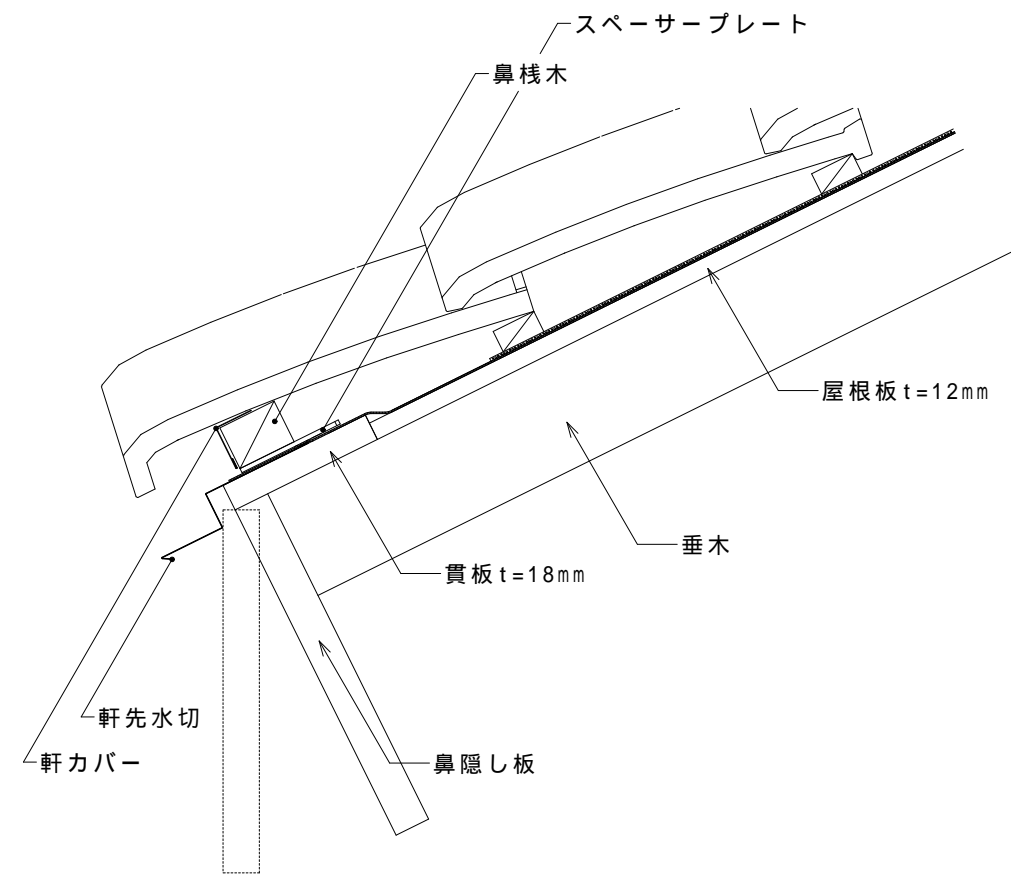 スペーサープレート
鼻桟木
屋根板t=12㎜
垂木
貫板t=18㎜
軒先水切
軒カバー
鼻隠し板